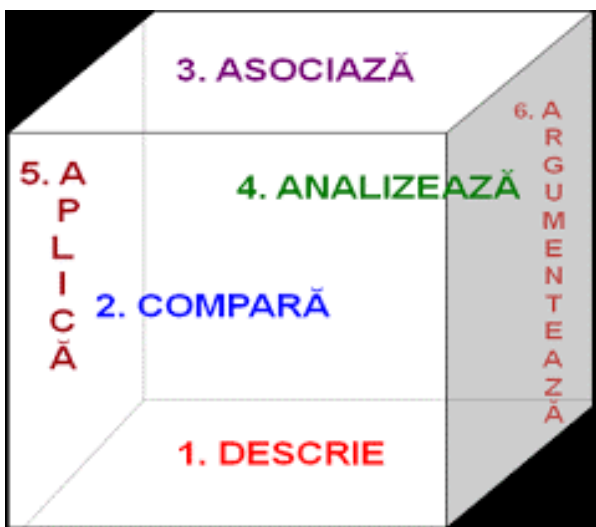 3. ASOCIAZĂ
6. ARGUMENTEAZĂ
5. APLICĂ
4. ANALIZEAZĂ
2. COMPARĂ
1. DESCRIE